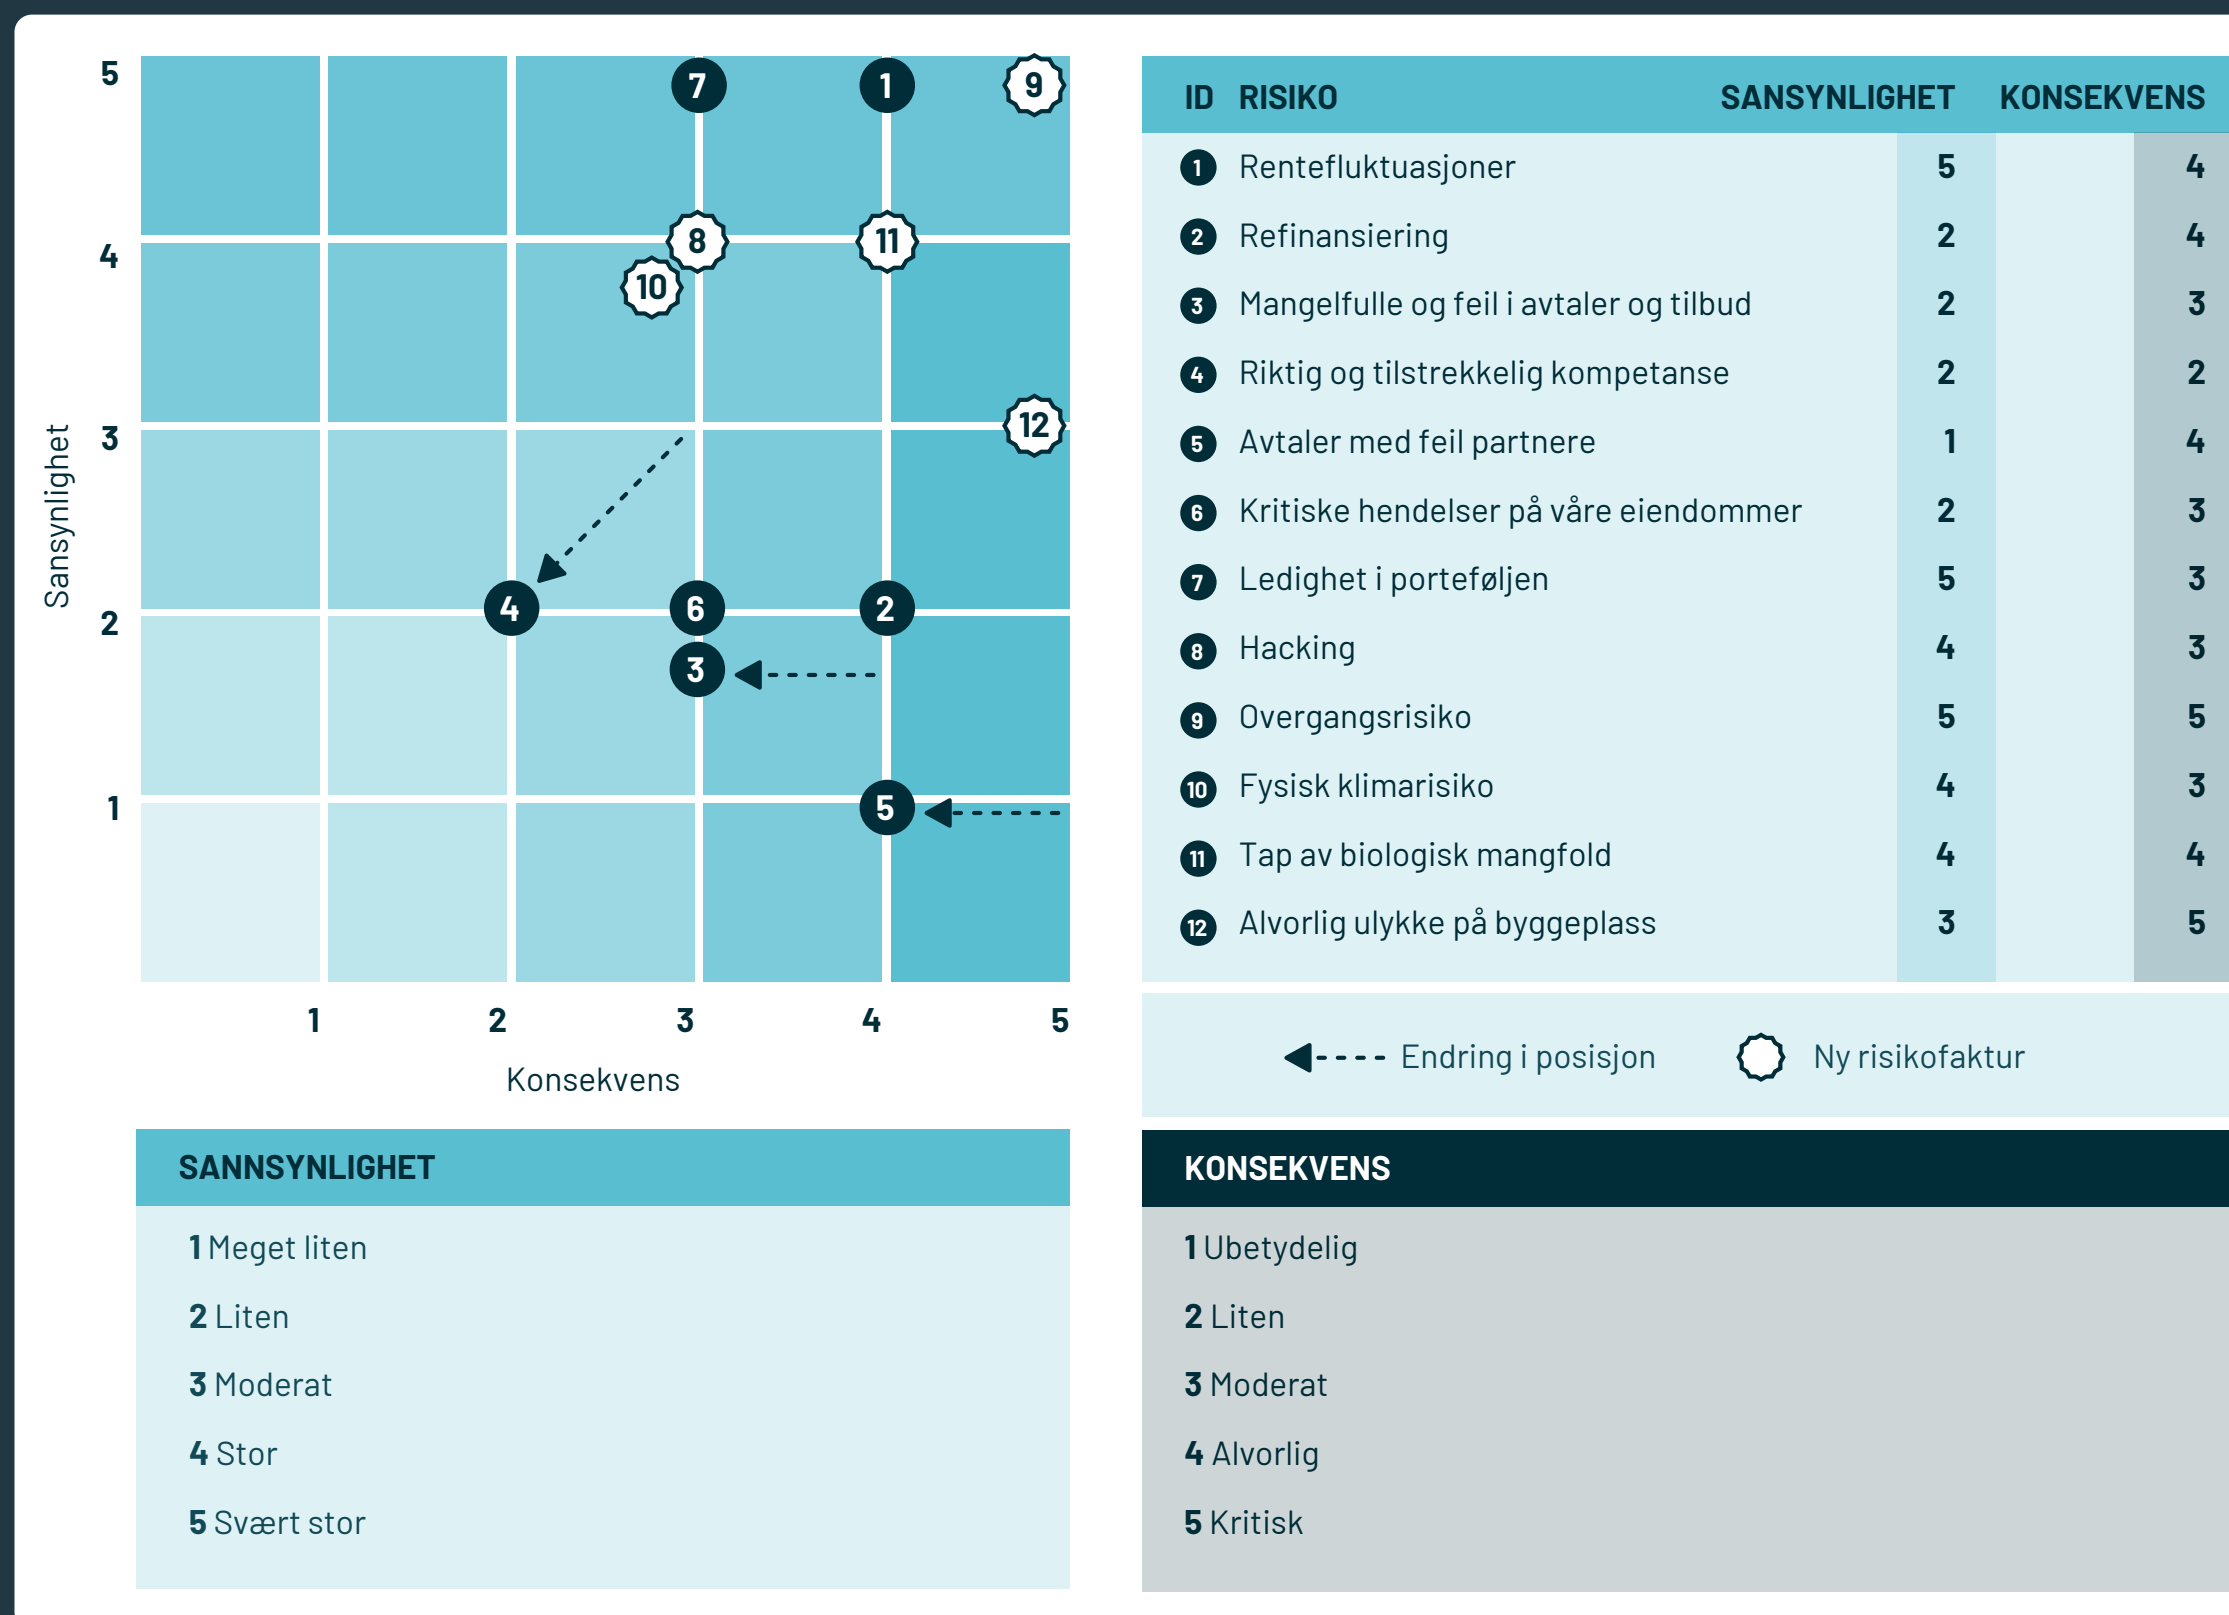 5
4
3
2
1
Sansynlighet
7
1
9
8
11
10
12
4
6
2
3
5
1
2
3
4
5
Konsekvens
ID RISIKO SANSYNLIGHET KONSEKVENS
1 Rentefluktuasjoner 5 4
2 Refinansiering 2 4
3 Mangelfulle og feil i avtaler og tilbud 2 3
4 Riktig og tilstrekkelig kompetanse 2 2
5 Avtaler med feil partnere 1 4
6 Kritiske hendelser på våre eiendommer 2 3
7 Ledighet i porteføljen 5 3
8 Hacking 4 3
9 Overgangsrisiko 5 5
10 Fysisk klimarisiko 4 3
11 Tap av biologisk mangfold 4 4
12 Alvorlig ulykke på byggeplass 3 5
Endring i posisjon
Ny risikofaktur
SANNSYNLIGHET
1 Meget liten
2 Liten
3 Moderat
4 Stor
5 Svært stor
KONSEKVENS
1 Ubetydelig
2 Liten
3 Moderat
4 Alvorlig
5 Kritisk